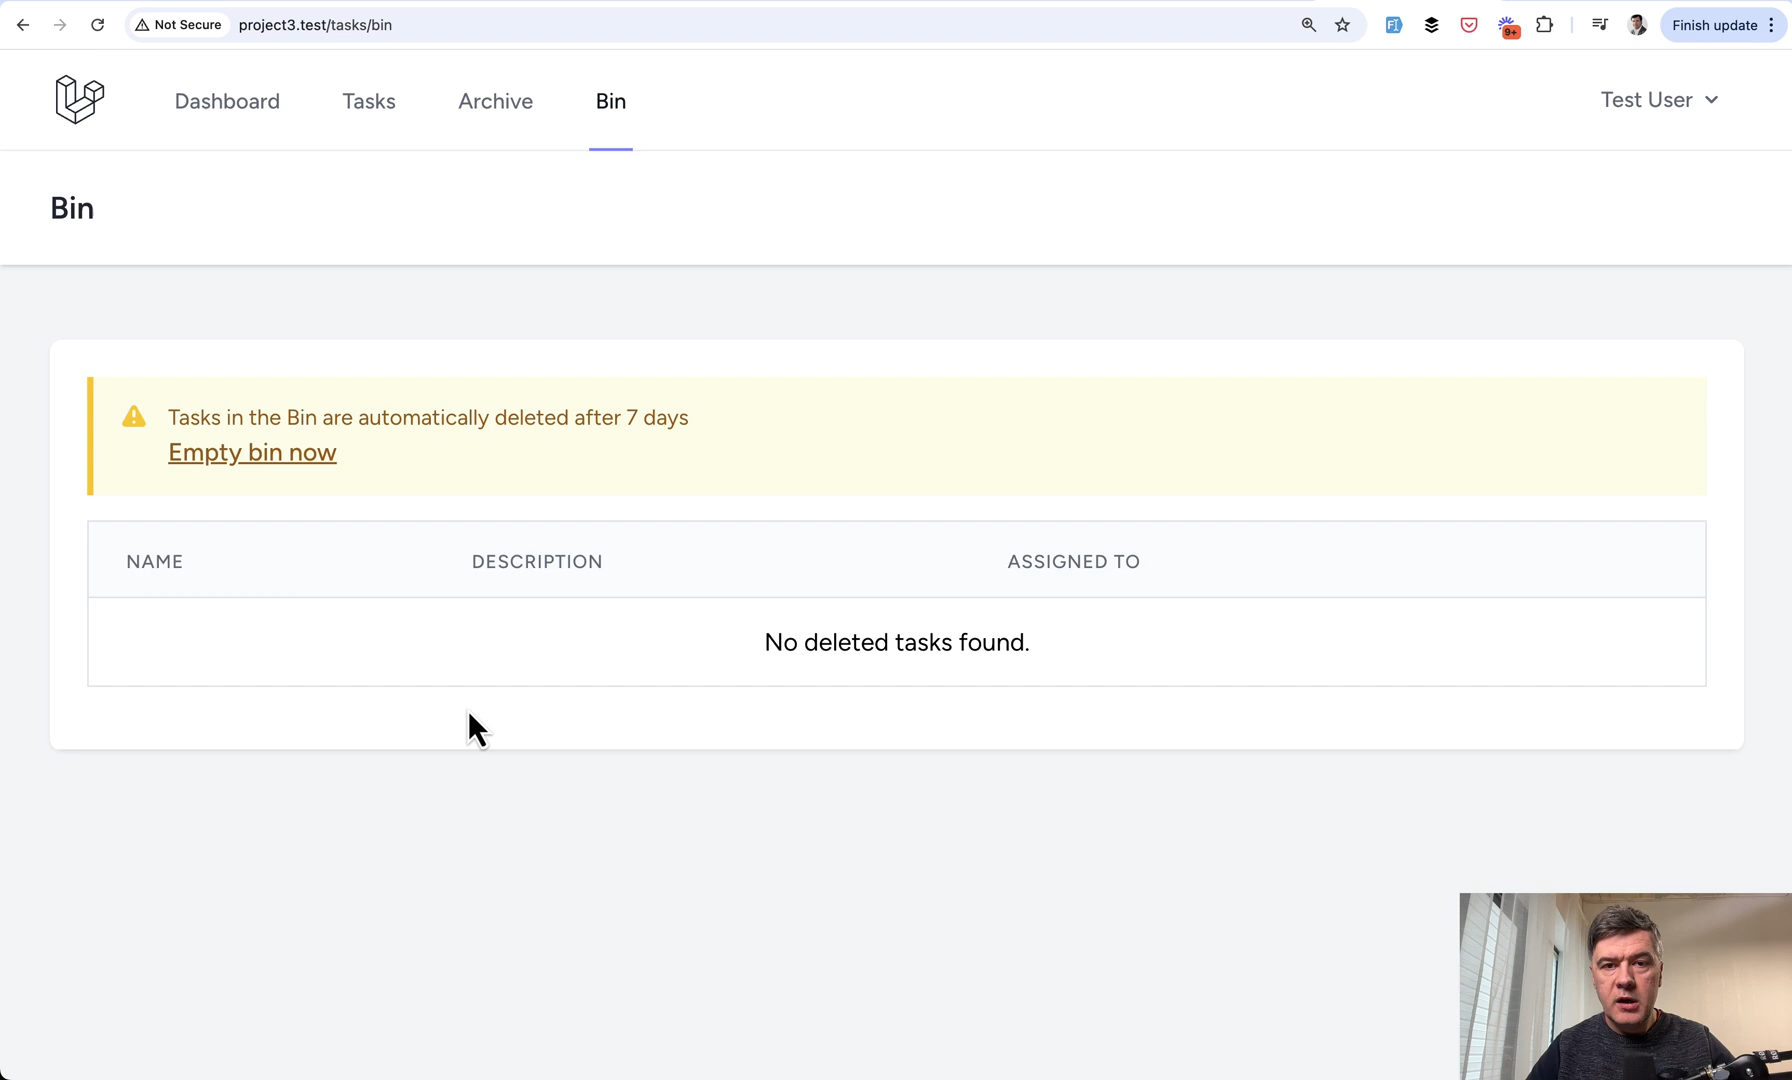 Not Secure project3.test/tasks/bin 9+ Finish update
Dashboard Tasks Archive Bin Test User
Bin
Tasks in the Bin are automatically deleted after 7 days
Empty bin now
NAME DESCRIPTION ASSIGNED TO
No deleted tasks found.